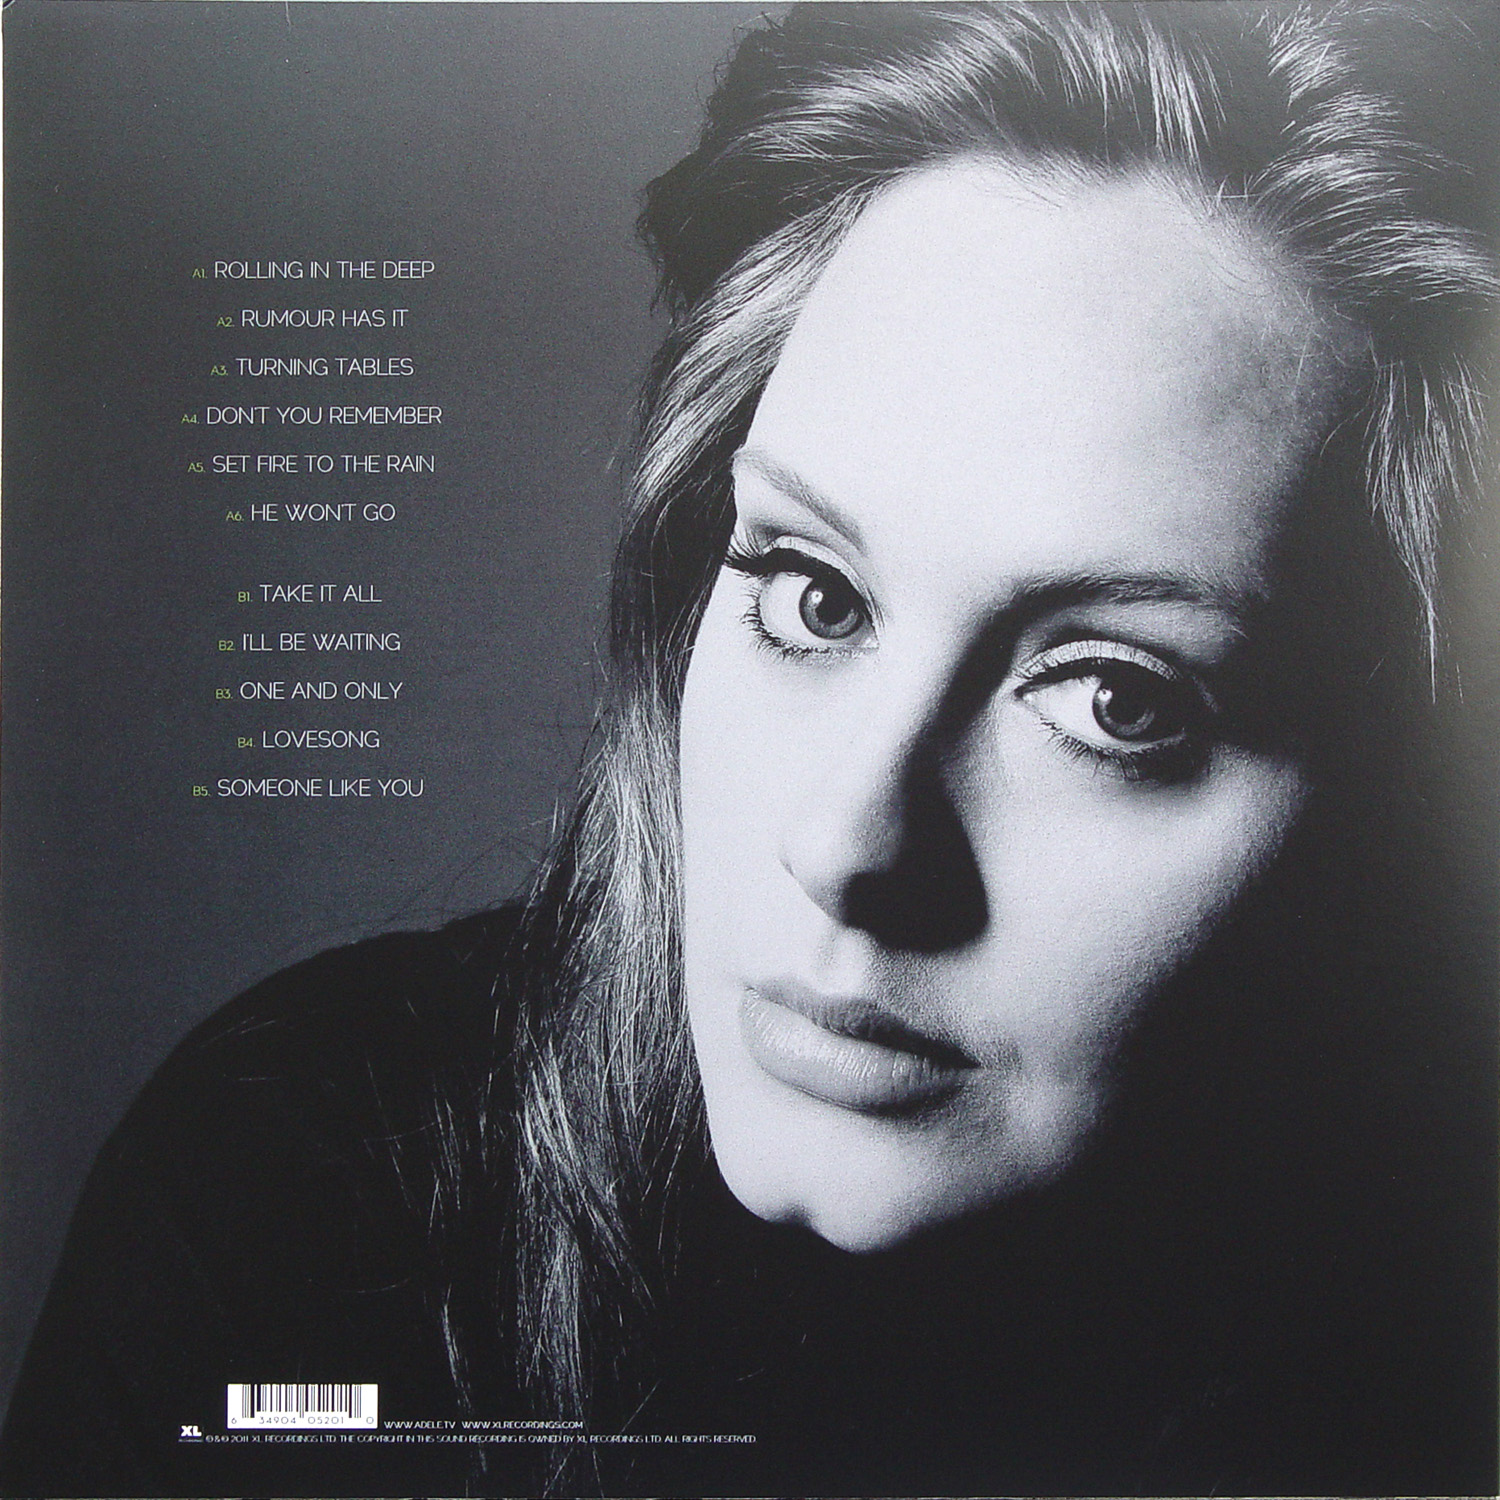 A1. ROLLING IN THE DEEP
A2. RUMOUR HAS IT
A3. TURNING TABLES
A4. DON'T YOU REMEMBER
A5. SET FIRE TO THE RAIN
A6. HE WON'T GO
B1. TAKE IT ALL
B2. I'LL BE WAITING
B3. ONE AND ONLY
B4. LOVESONG
B5. SOMEONE LIKE YOU
6 34904 05201 0
WWW.ADELE.TV WWW.XLRECORDINGS.COM
XL
℗ & © 2011 XL RECORDINGS LTD. THE COPYRIGHT IN THIS SOUND RECORDING IS OWNED BY XL RECORDINGS LTD. ALL RIGHTS RESERVED.